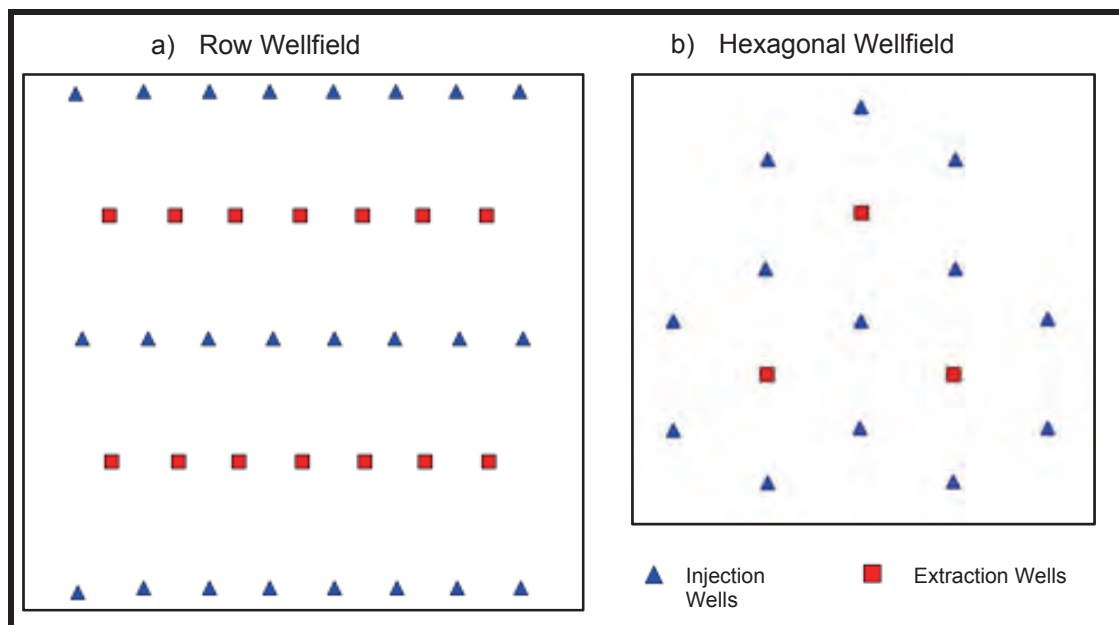 a) Row Wellfield
b) Hexagonal Wellfield
Injection
Wells
Extraction Wells